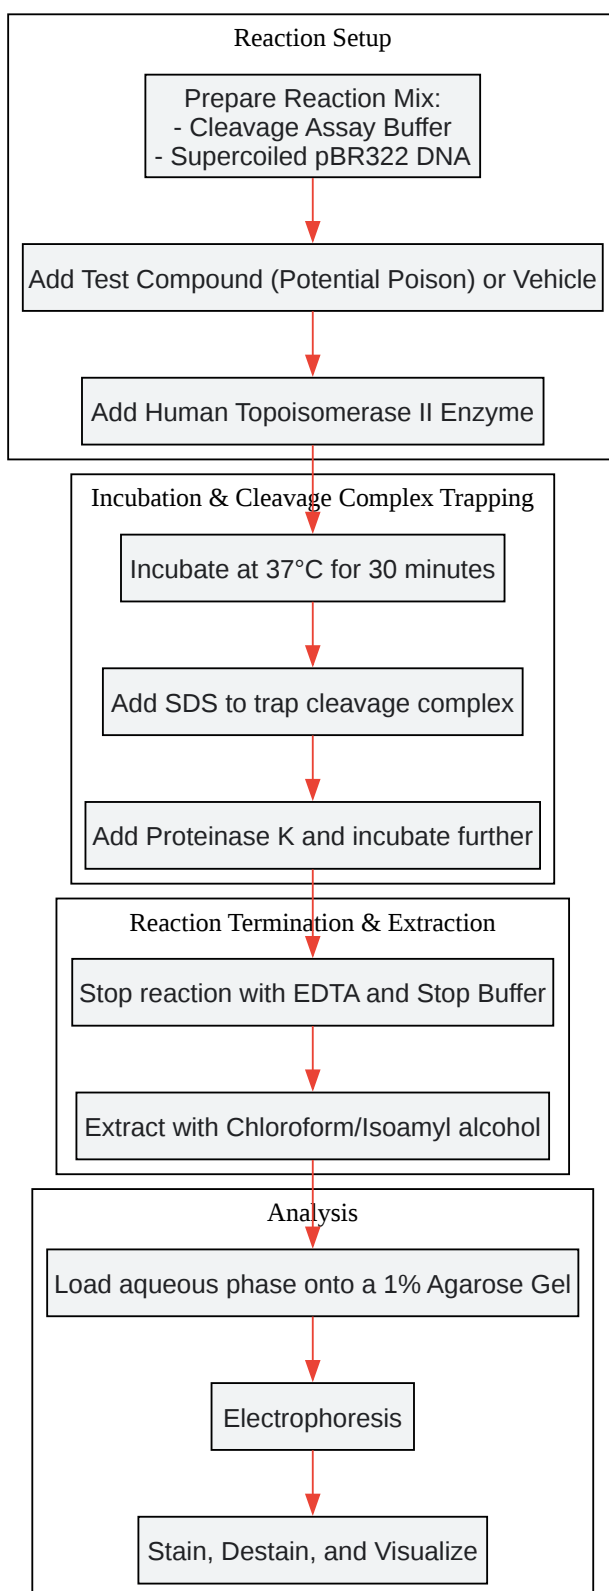 Reaction Setup
Prepare Reaction Mix:
- Cleavage Assay Buffer
- Supercoiled pBR322 DNA
Add Test Compound (Potential Poison) or Vehicle
Add Human Topoisomerase II Enzyme
Incubation & Cleavage Complex Trapping
Incubate at 37°C for 30 minutes
Add SDS to trap cleavage complex
Add Proteinase K and incubate further
Reaction Termination & Extraction
Stop reaction with EDTA and Stop Buffer
Extract with Chloroform/Isoamyl alcohol
Analysis
Load aqueous phase onto a 1% Agarose Gel
Electrophoresis
Stain, Destain, and Visualize